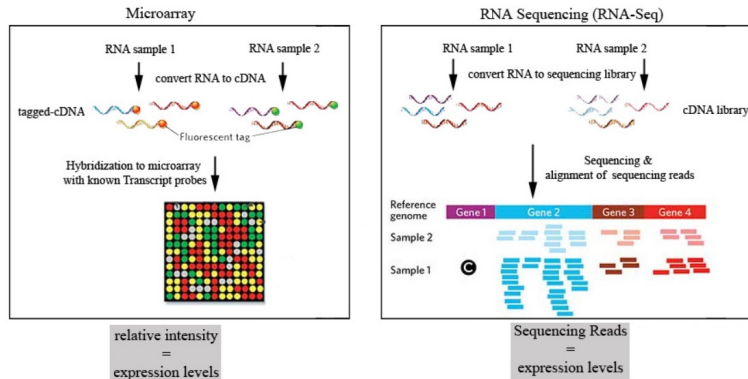 Microarray
RNA sample 1
RNA sample 2
convert RNA to cDNA
tagged-cDNA
Fluorescent tag
Hybridization to microarray
with known Transcript probes
relative intensity
=
expression levels
RNA Sequencing (RNA-Seq)
RNA sample 1
RNA sample 2
convert RNA to sequencing library
cDNA library
Sequencing &
alignment of sequencing reads
Reference
genome
Gene 1 Gene 2 Gene 3 Gene 4
Sample 2
Sample 1
C
Sequencing Reads
=
expression levels